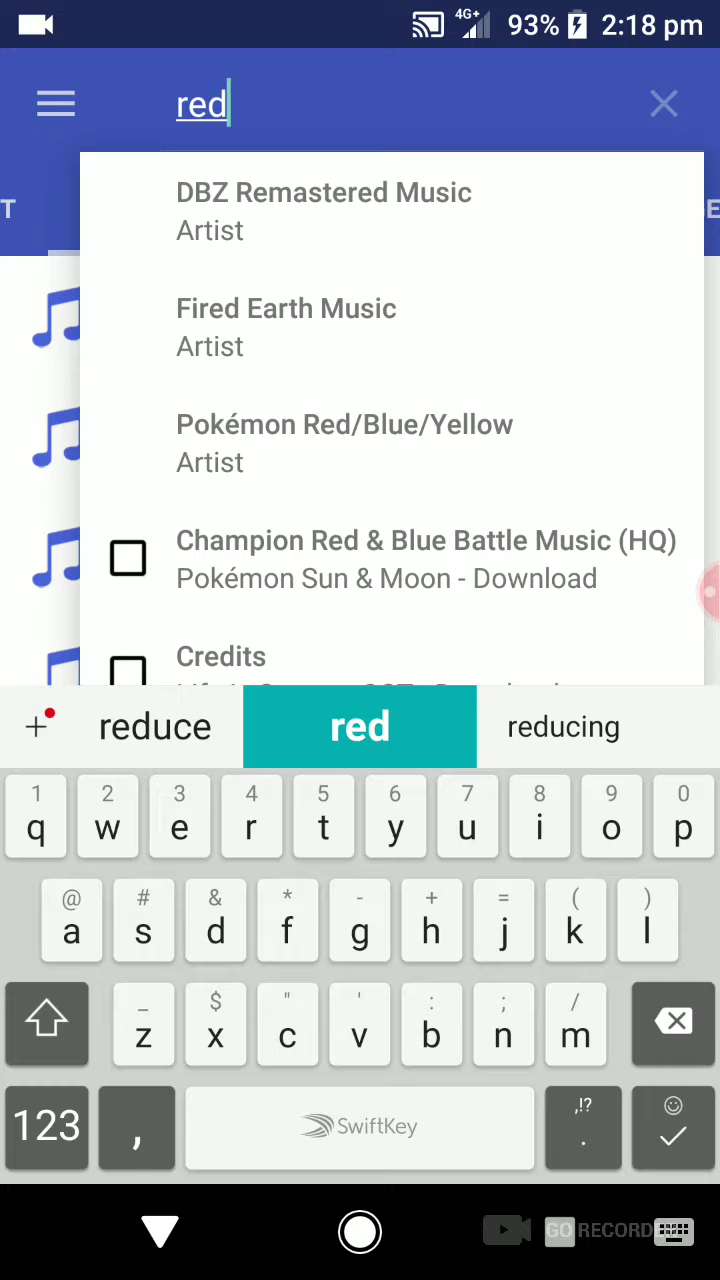 4G+ 93% 2:18 pm
red
T
DBZ Remastered Music
Artist
Fired Earth Music
Artist
Pokémon Red/Blue/Yellow
Artist
Champion Red & Blue Battle Music (HQ)
Pokémon Sun & Moon - Download
Credits
+ reduce red reducing
1 2 3 4 5 6 7 8 9 0
q w e r t y u i o p
@ # & * - + = ( )
a s d f g h j k l
_ $ " ' : ; /
z x c v b n m
123 , SwiftKey ,!? .
GO RECORDER